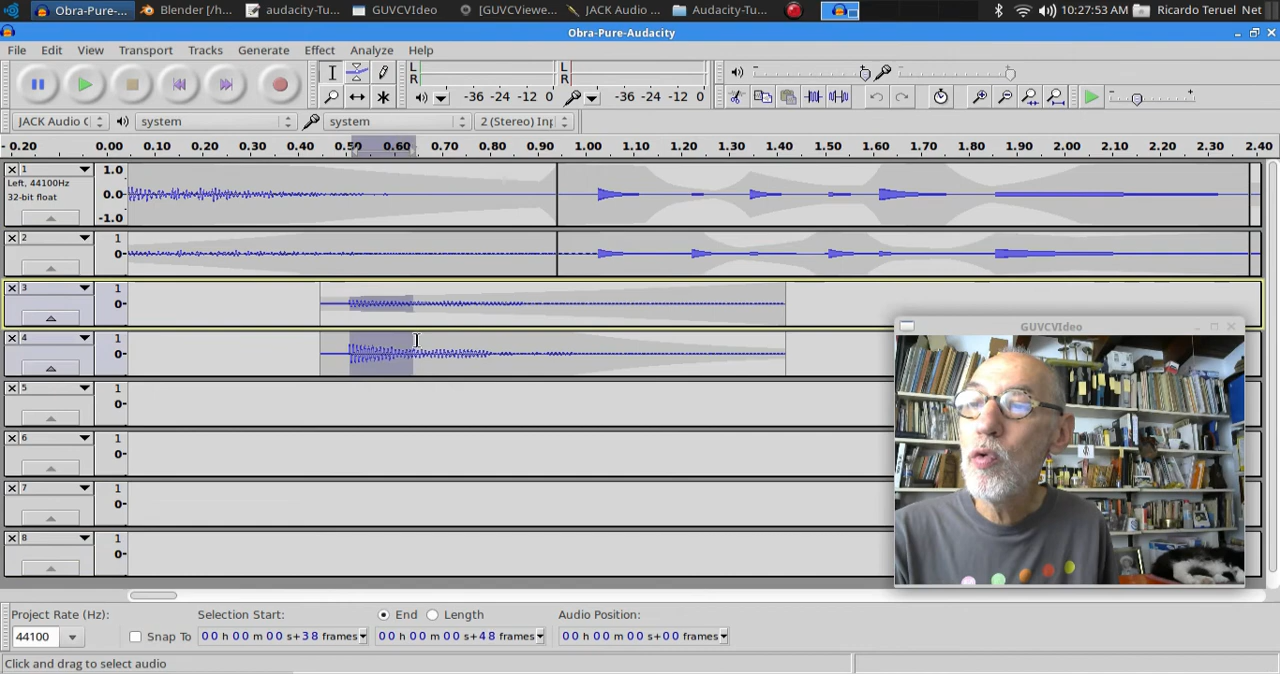 Obra-Pure-... Blender [/h... audacity-Tu... GUVCVIdeo [GUVCViewe... JACK Audio ... Audacity-Tu... 10:27:53 AM Ricardo Teruel Net
Obra-Pure-Audacity
File Edit View Transport Tracks Generate Effect Analyze Help
L R L R
-36 -24 -12 0 -36 -24 -12 0
JACK Audio C system system 2 (Stereo) Inp
- 0.20 0.00 0.10 0.20 0.30 0.40 0.50 0.60 0.70 0.80 0.90 1.00 1.10 1.20 1.30 1.40 1.50 1.60 1.70 1.80 1.90 2.00 2.10 2.20 2.30 2.40
1 1.0
Left, 44100Hz 0.0
32-bit float
-1.0
2 1
0-
3 1
0-
4 1
0-
GUVCVIdeo
5 1
0-
6 1
0-
7 1
0-
8 1
0-
Project Rate (Hz): Selection Start: End Length Audio Position:
44100 Snap To 00 h 00 m 00 s+38 frames 00 h 00 m 00 s+48 frames 00 h 00 m 00 s+00 frames
Click and drag to select audio